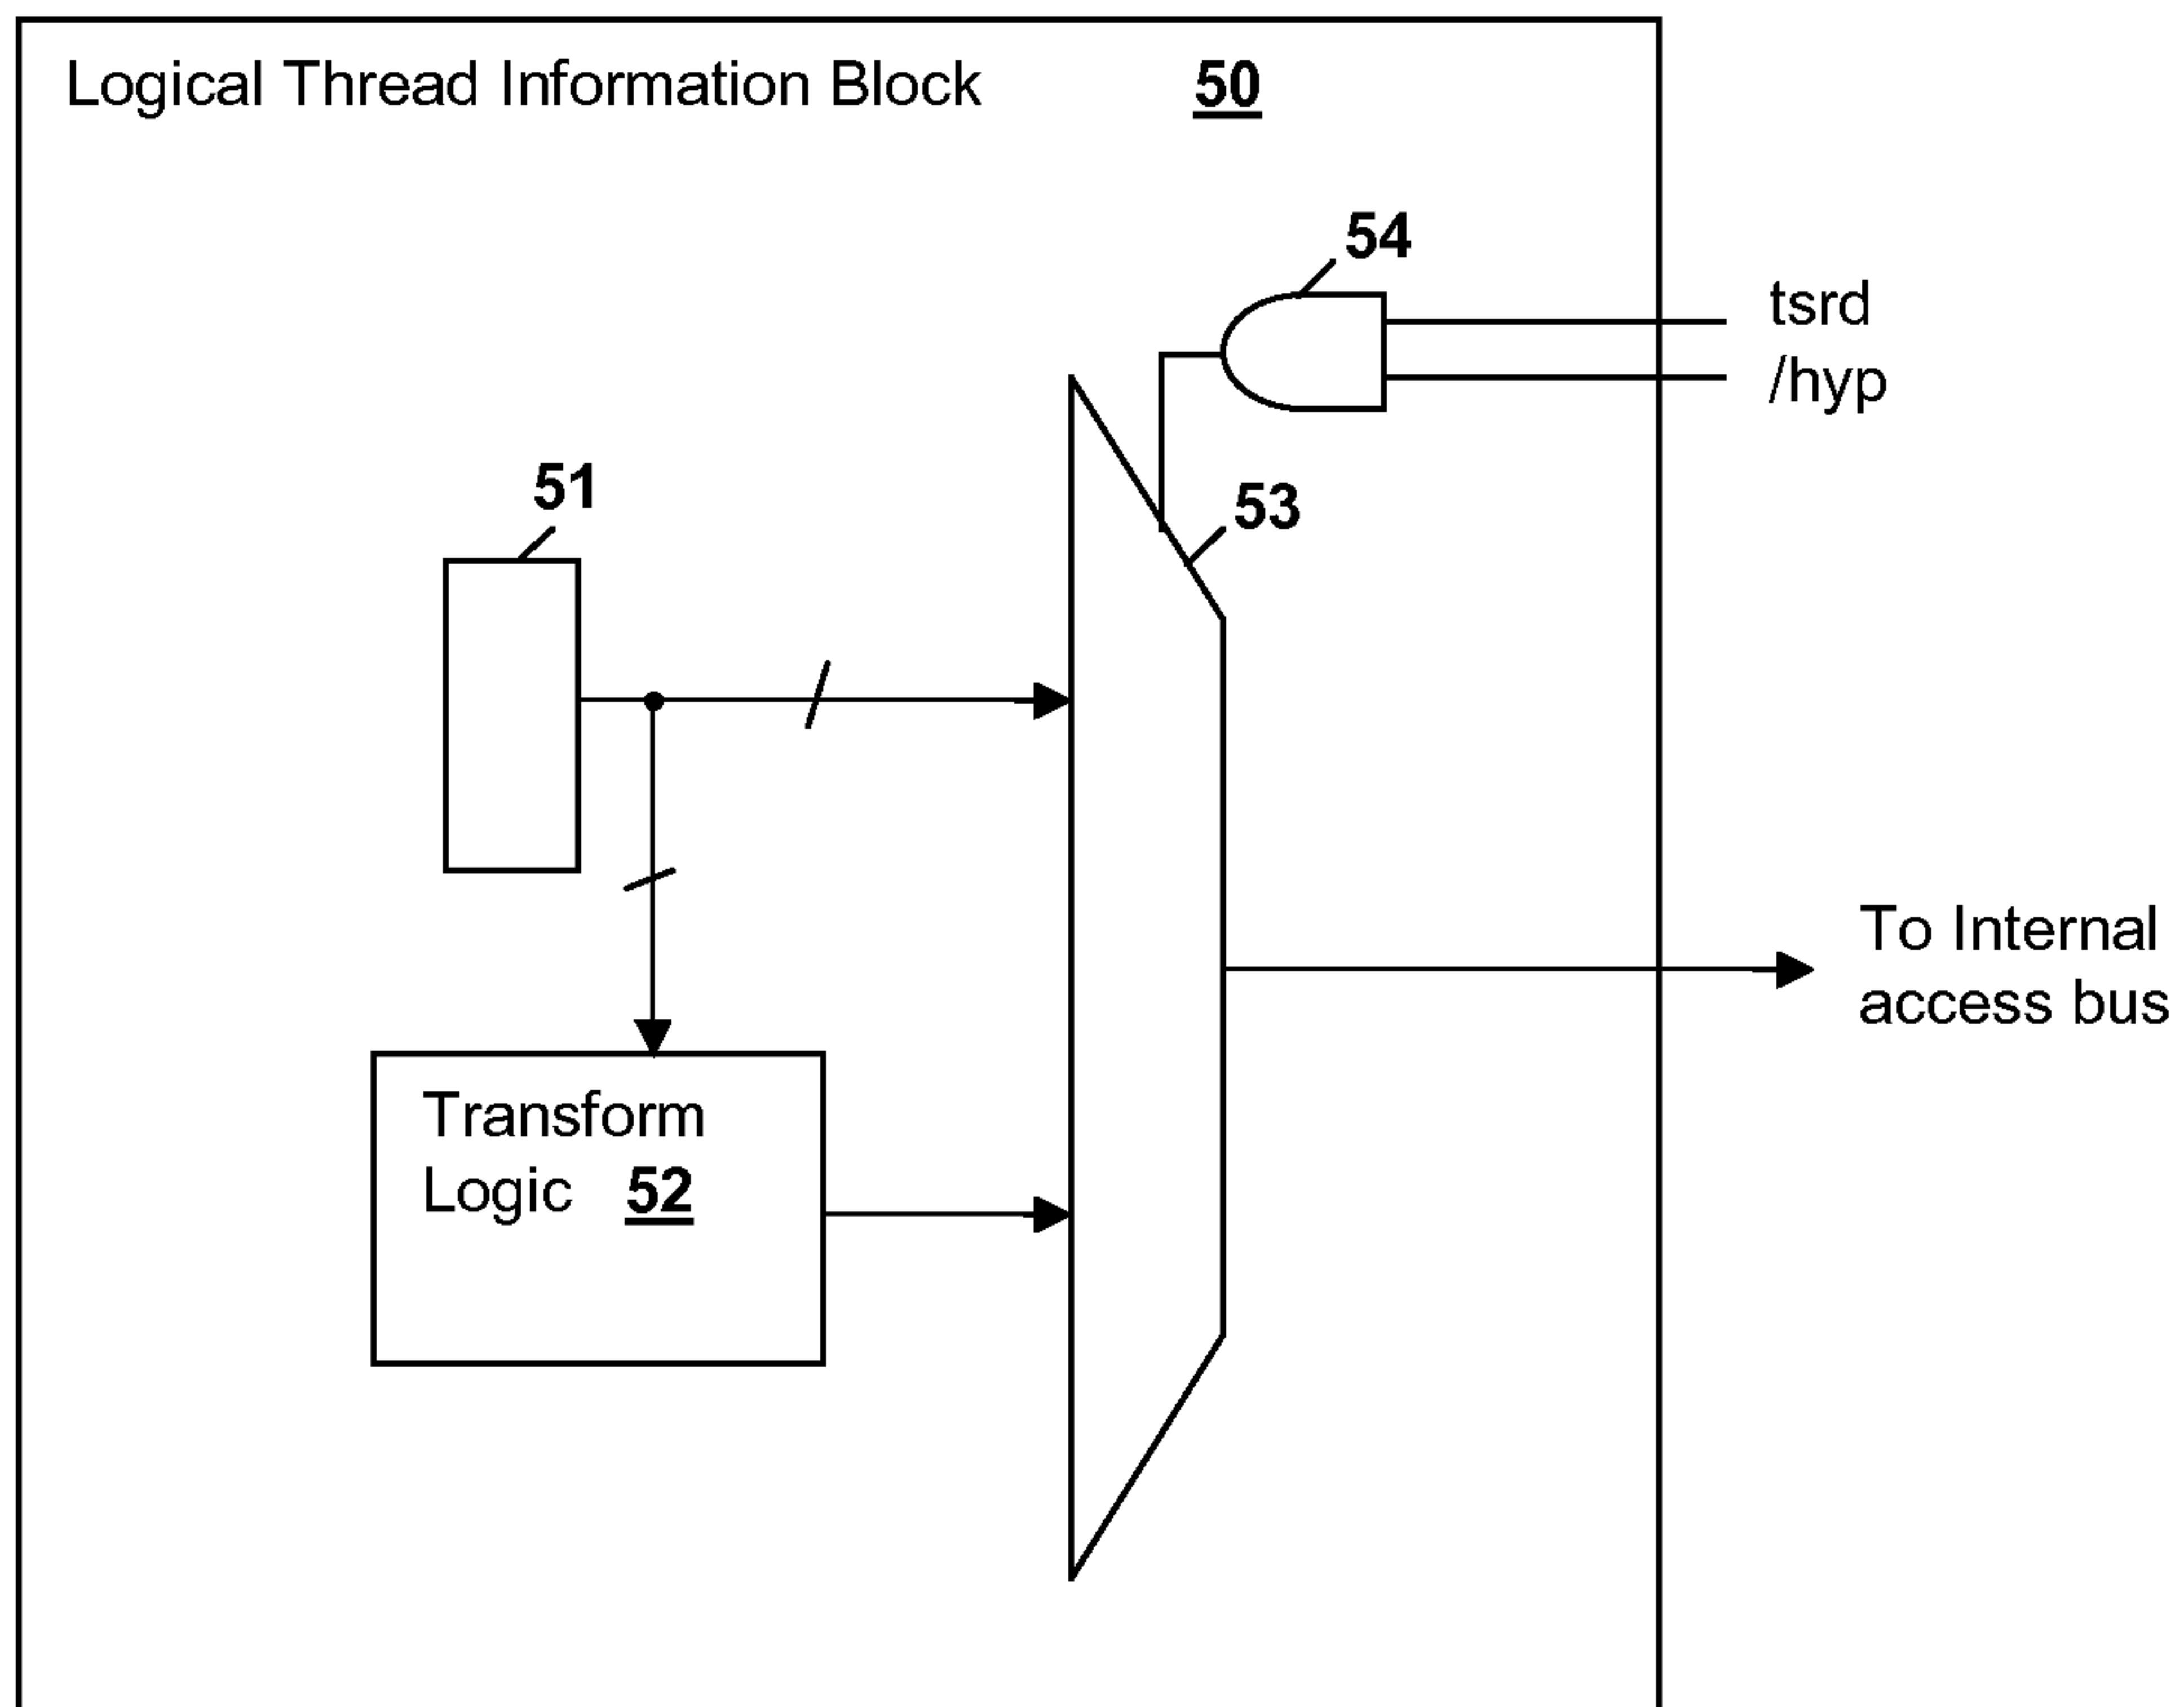 Logical Thread Information Block 50
54
tsrd
/hyp
51
53
To Internal
access bus
Transform
Logic 52